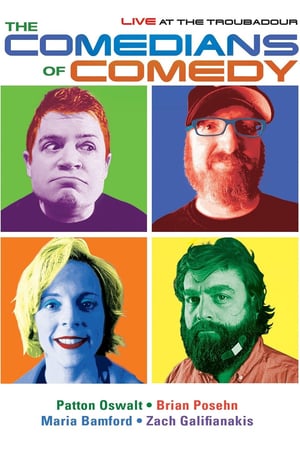 LIVE AT THE TROUBADOUR
THE COMEDIANS
OF COMEDY
Patton Oswalt • Brian Posehn
Maria Bamford • Zach Galifianakis